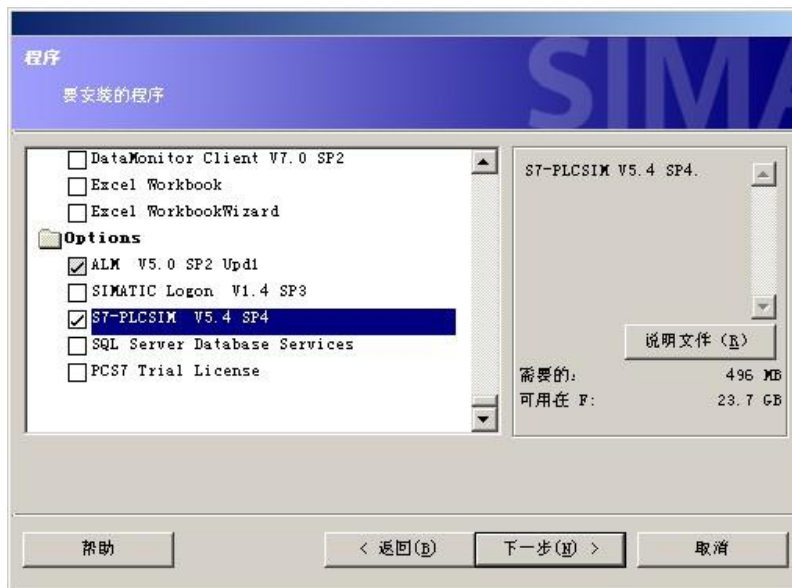 程序
要安装的程序
SIMA
DataMonitor Client V7.0 SP2
Excel Workbook
Excel WorkbookWizard
Options
ALM V5.0 SP2 Upd1
SIMATIC Logon V1.4 SP3
S7-PLCSIM V5.4 SP4
SQL Server Database Services
PCS7 Trial License
S7-PLCSIM V5.4 SP4.
说明文件 (R)
需要的: 496 MB
可用在 F: 23.7 GB
帮助
< 返回(B)
下一步(N) >
取消